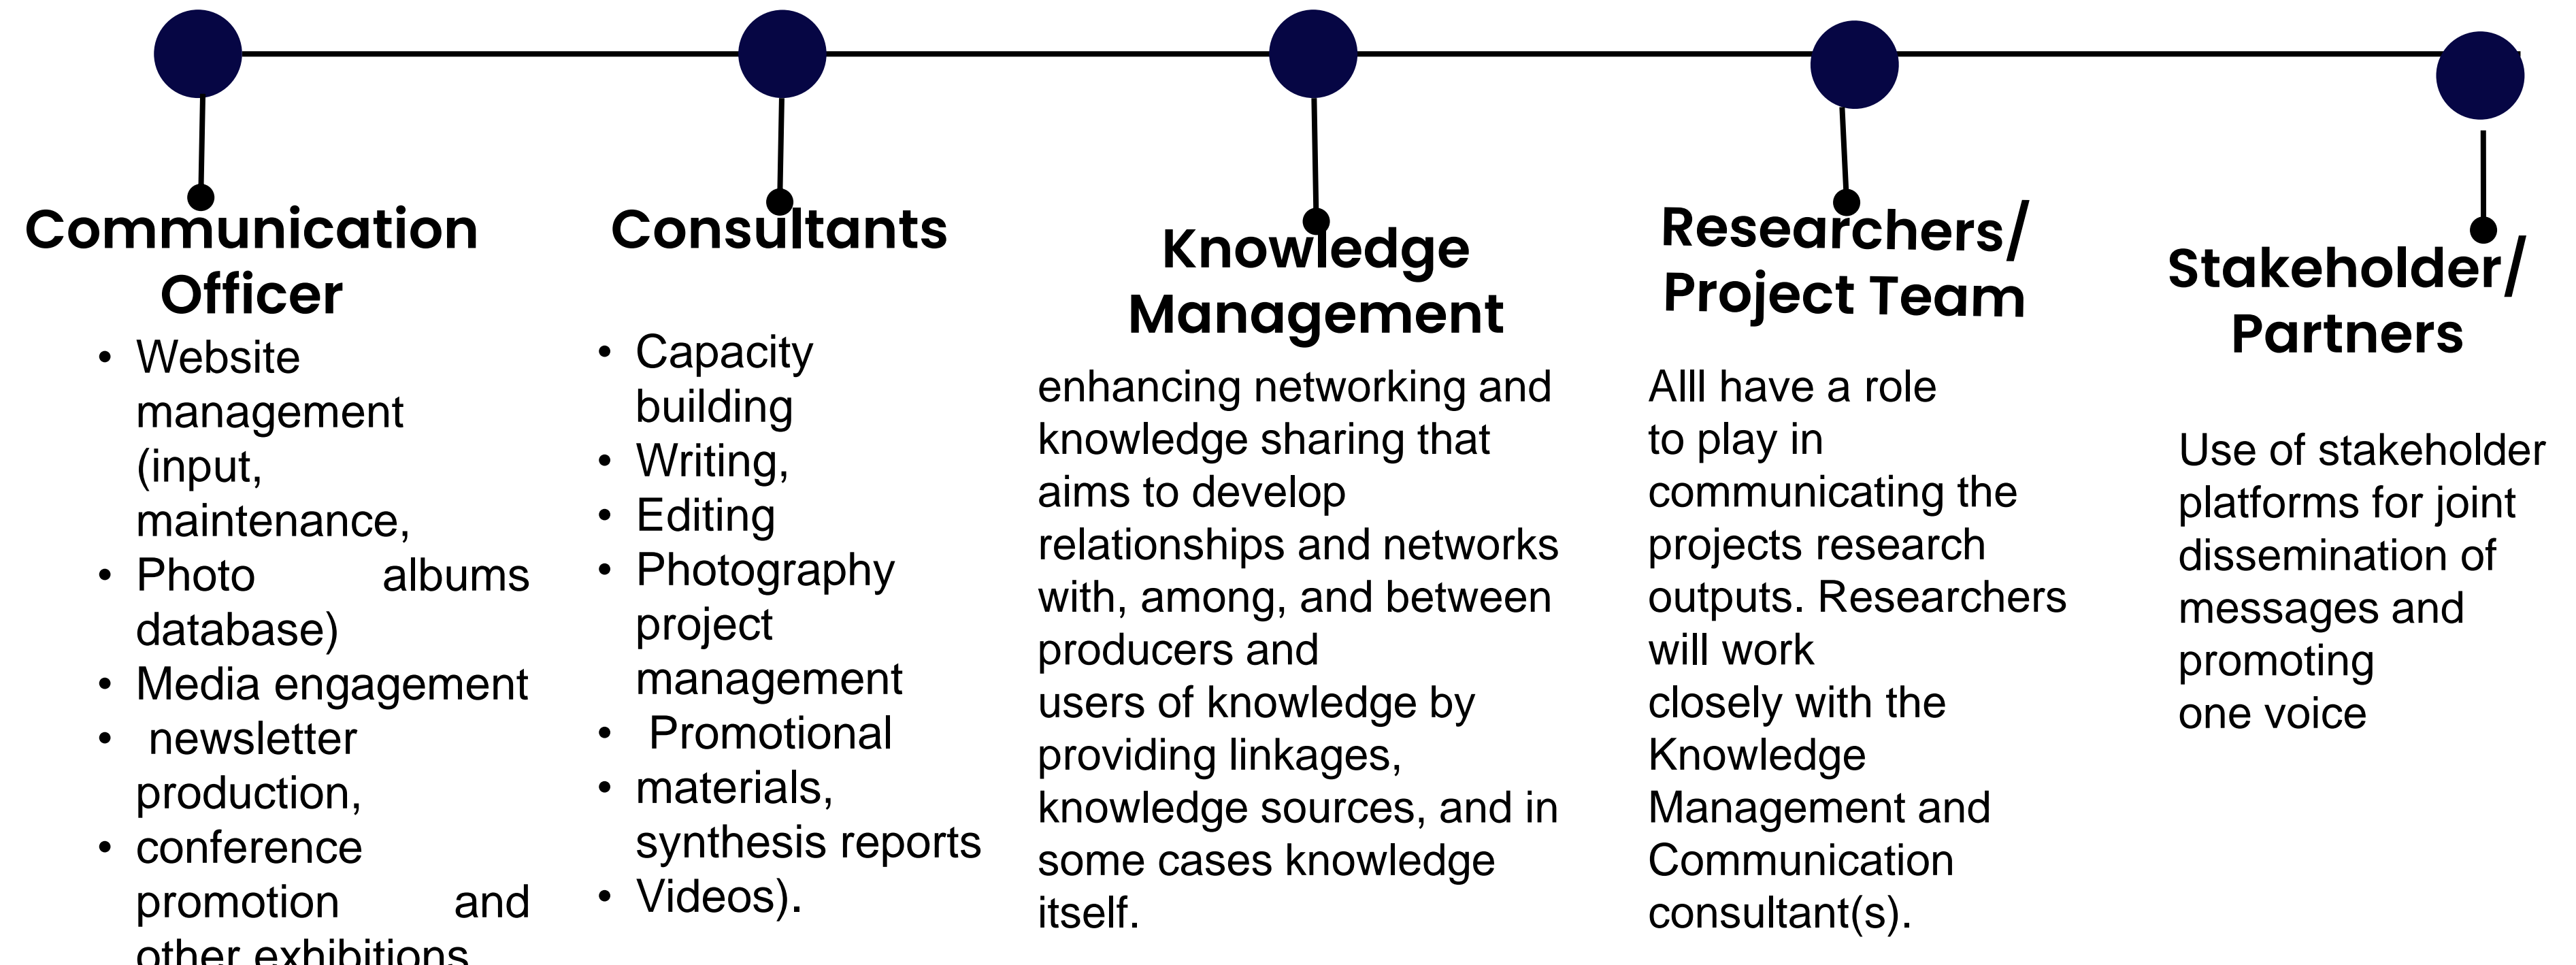 Communication
Officer
• Website
management
(input,
maintenance,
• Photo albums
database)
• Media engagement
• newsletter
production,
• conference
promotion and
other exhibitions
Consultants
• Capacity
building
• Writing,
• Editing
• Photography
project
management
• Promotional
• materials,
synthesis reports
• Videos).
Knowledge
Management
enhancing networking and
knowledge sharing that
aims to develop
relationships and networks
with, among, and between
producers and
users of knowledge by
providing linkages,
knowledge sources, and in
some cases knowledge
itself.
Researchers/
Project Team
Alll have a role
to play in
communicating the
projects research
outputs. Researchers
will work
closely with the
Knowledge
Management and
Communication
consultant(s).
Stakeholder/
Partners
Use of stakeholder
platforms for joint
dissemination of
messages and
promoting
one voice